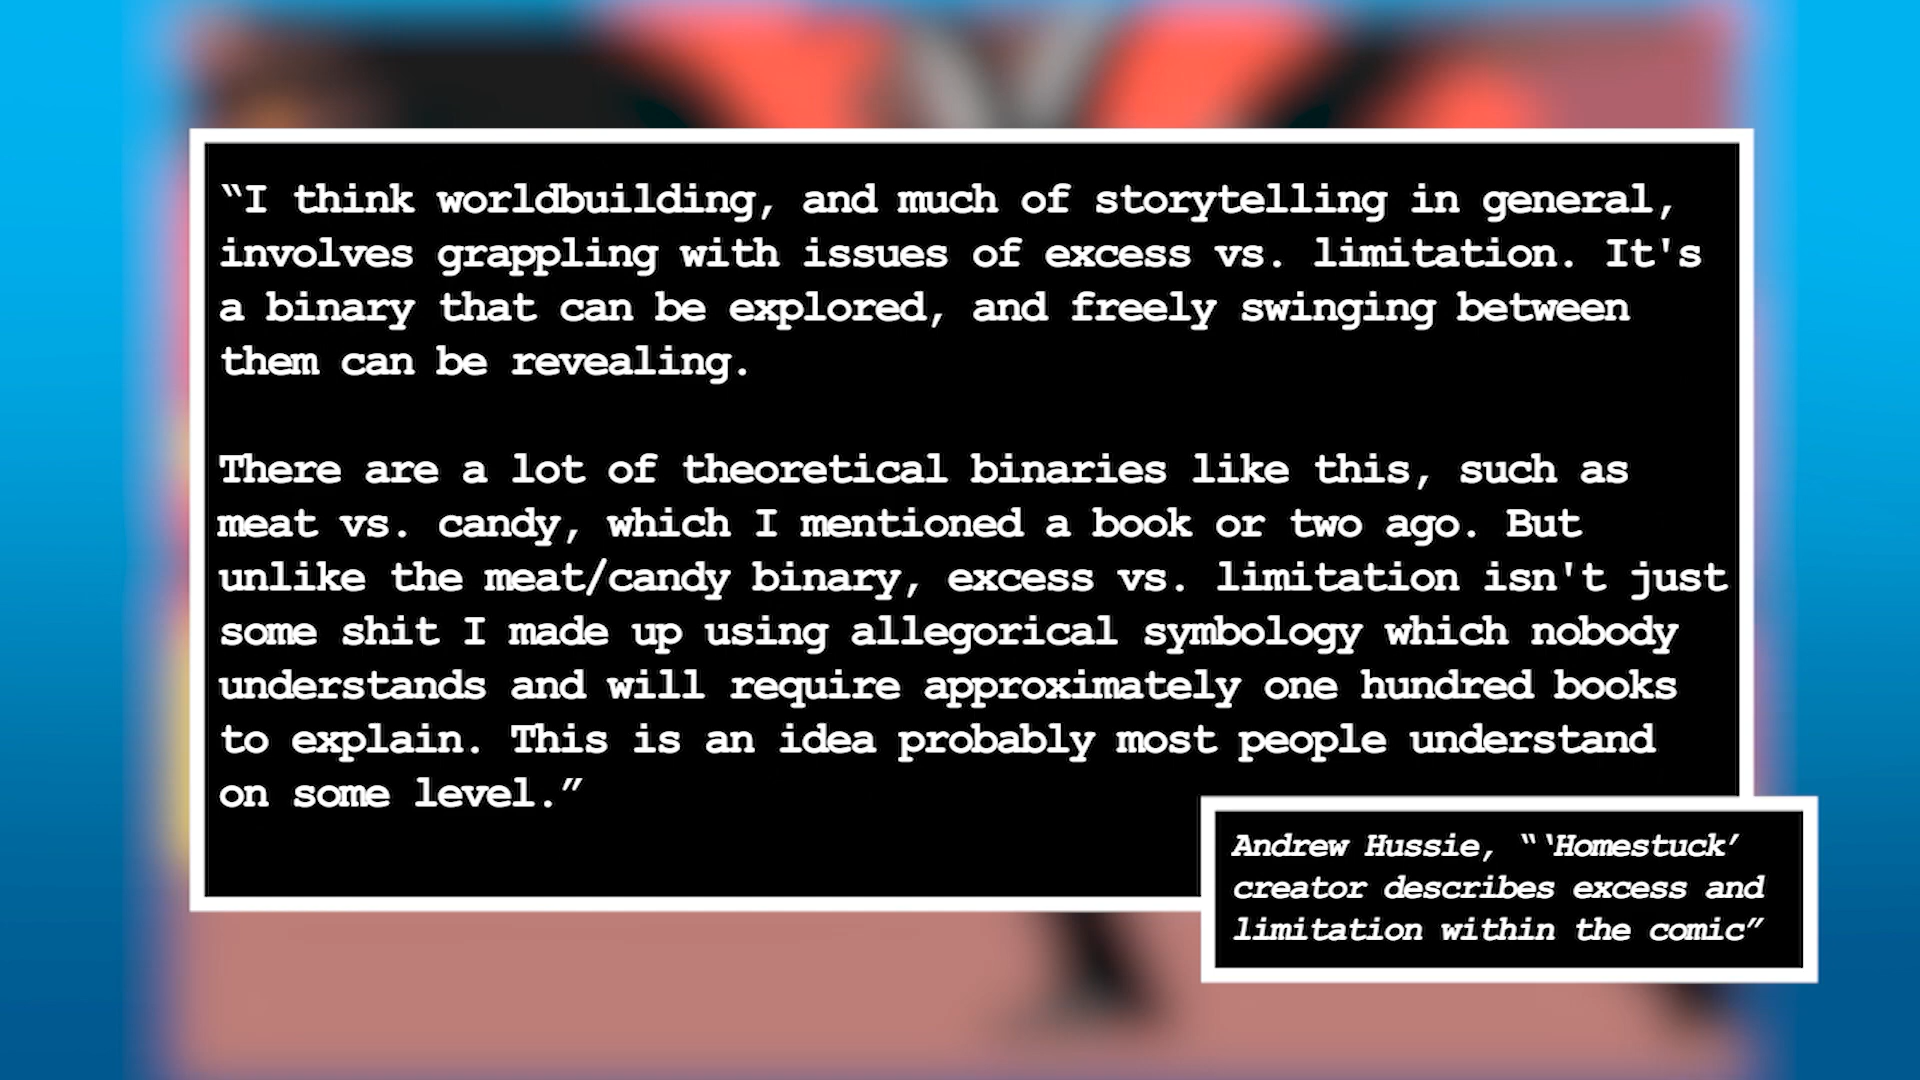 “I think worldbuilding, and much of storytelling in general,
involves grappling with issues of excess vs. limitation. It's
a binary that can be explored, and freely swinging between
them can be revealing.
There are a lot of theoretical binaries like this, such as
meat vs. candy, which I mentioned a book or two ago. But
unlike the meat/candy binary, excess vs. limitation isn't just
some shit I made up using allegorical symbology which nobody
understands and will require approximately one hundred books
to explain. This is an idea probably most people understand
on some level.”
Andrew Hussie, “‘Homestuck’
creator describes excess and
limitation within the comic”